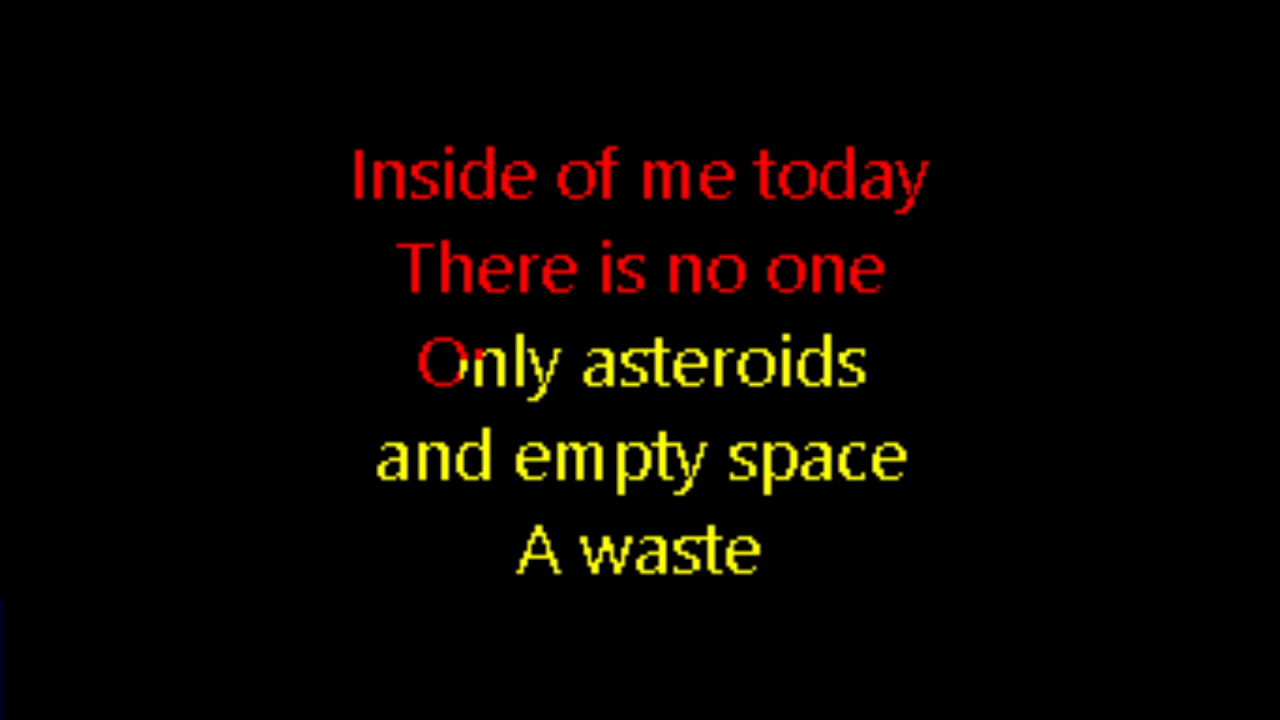 Inside of me today
There is no one
Only asteroids
and empty space
A waste